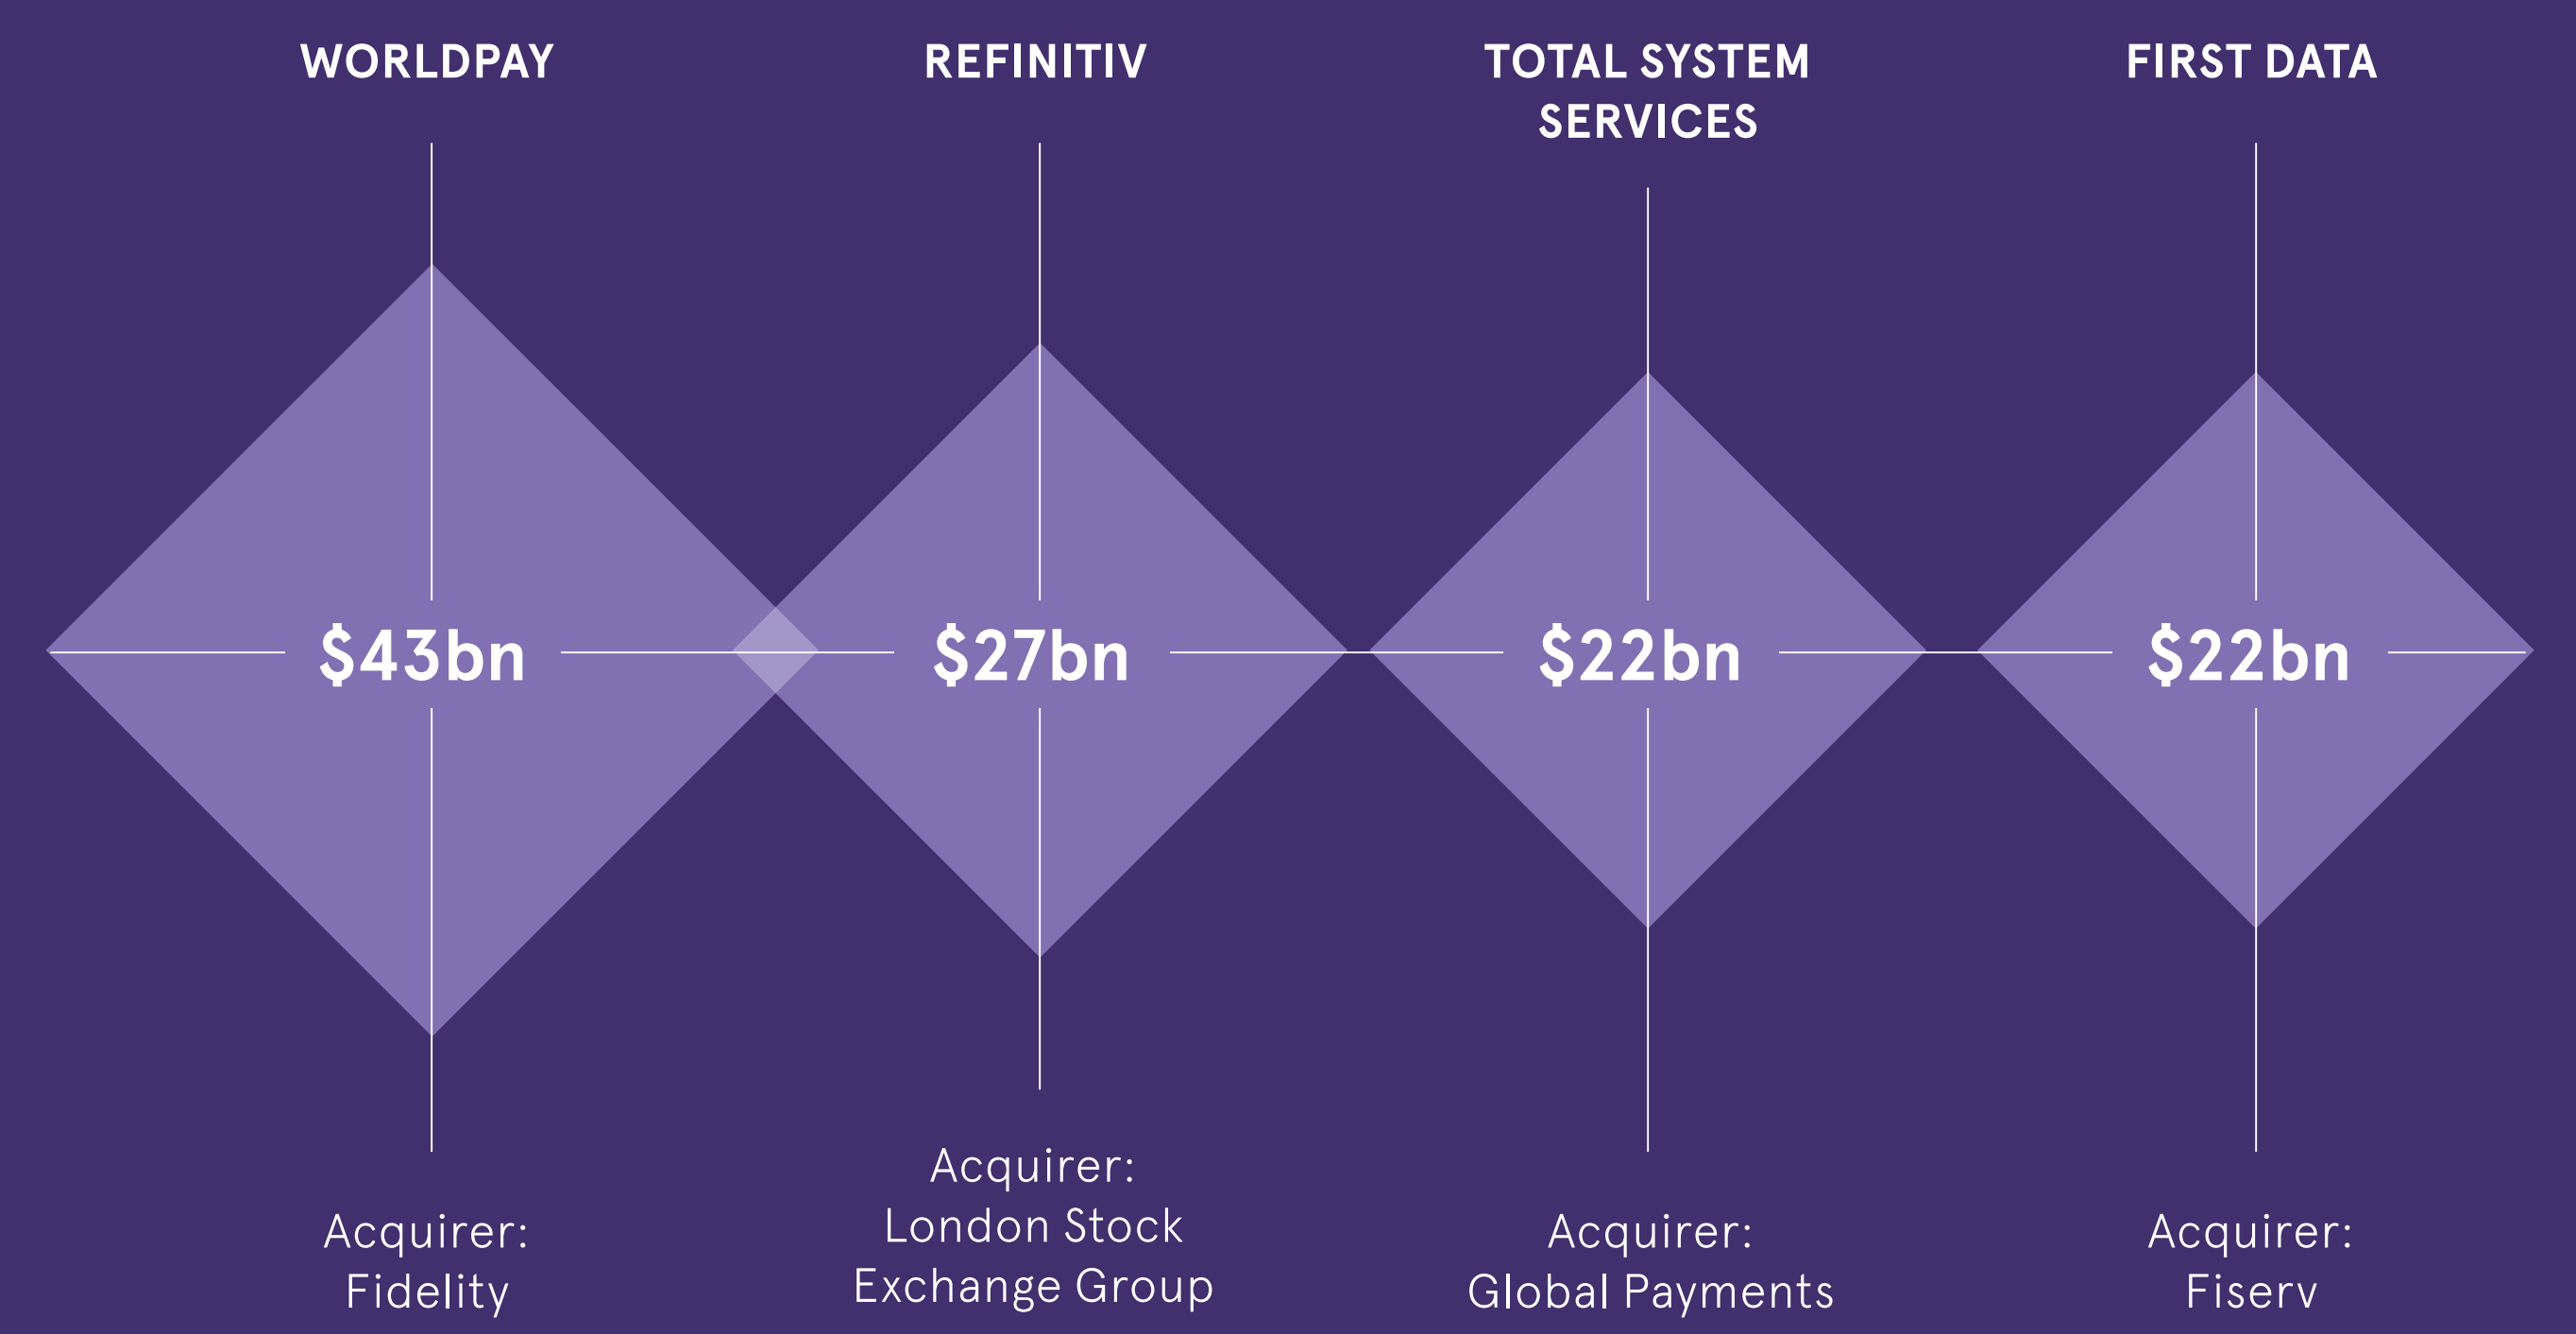 WORLDPAY
REFINITIV
TOTAL SYSTEM
SERVICES
FIRST DATA
$43bn
$27bn
$22bn
$22bn
Acquirer:
Fidelity
Acquirer:
London Stock
Exchange Group
Acquirer:
Global Payments
Acquirer:
Fiserv